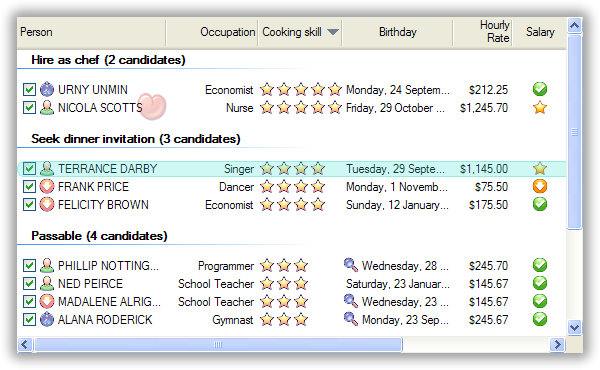 Person Occupation Cooking skill Birthday Hourly Rate Salary
Hire as chef (2 candidates)
URNY UNMIN Economist Monday, 24 Septem... $212.25
NICOLA SCOTTS Nurse Friday, 29 October ... $1,245.70
Seek dinner invitation (3 candidates)
TERRANCE DARBY Singer Tuesday, 29 Septe... $1,145.00
FRANK PRICE Dancer Monday, 1 Novemb... $75.50
FELICITY BROWN Economist Sunday, 12 January... $175.50
Passable (4 candidates)
PHILLIP NOTTING... Programmer Wednesday, 28 ... $245.70
NED PEIRCE School Teacher Saturday, 23 Januar... $145.67
MADALENE ALRIG... School Teacher Wednesday, 23 ... $145.67
ALANA RODERICK Gymnast Monday, 23 Sep... $245.67